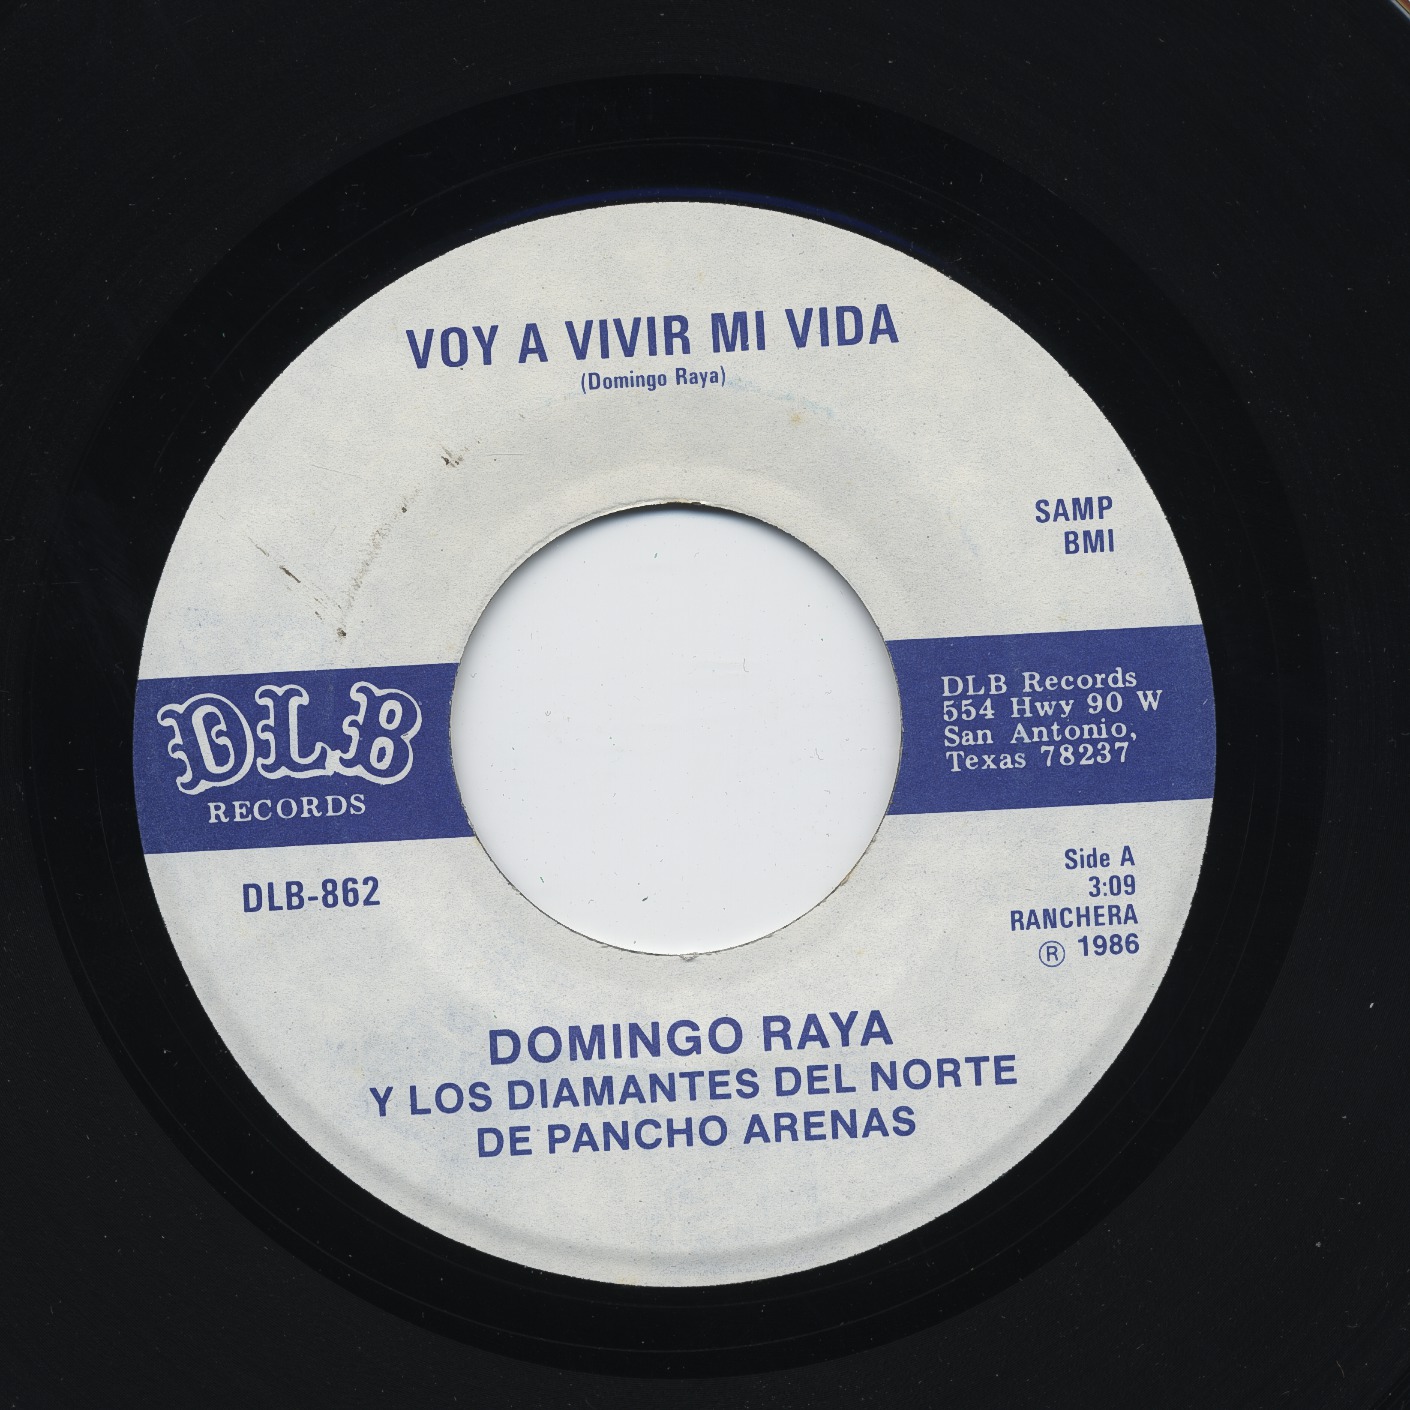 VOY A VIVIR MI VIDA
(Domingo Raya)
SAMP
BMI
DLB
RECORDS
DLB Records
554 Hwy 90 W
San Antonio,
Texas 78237
DLB-862
Side A
3:09
RANCHERA
® 1986
DOMINGO RAYA
Y LOS DIAMANTES DEL NORTE
DE PANCHO ARENAS